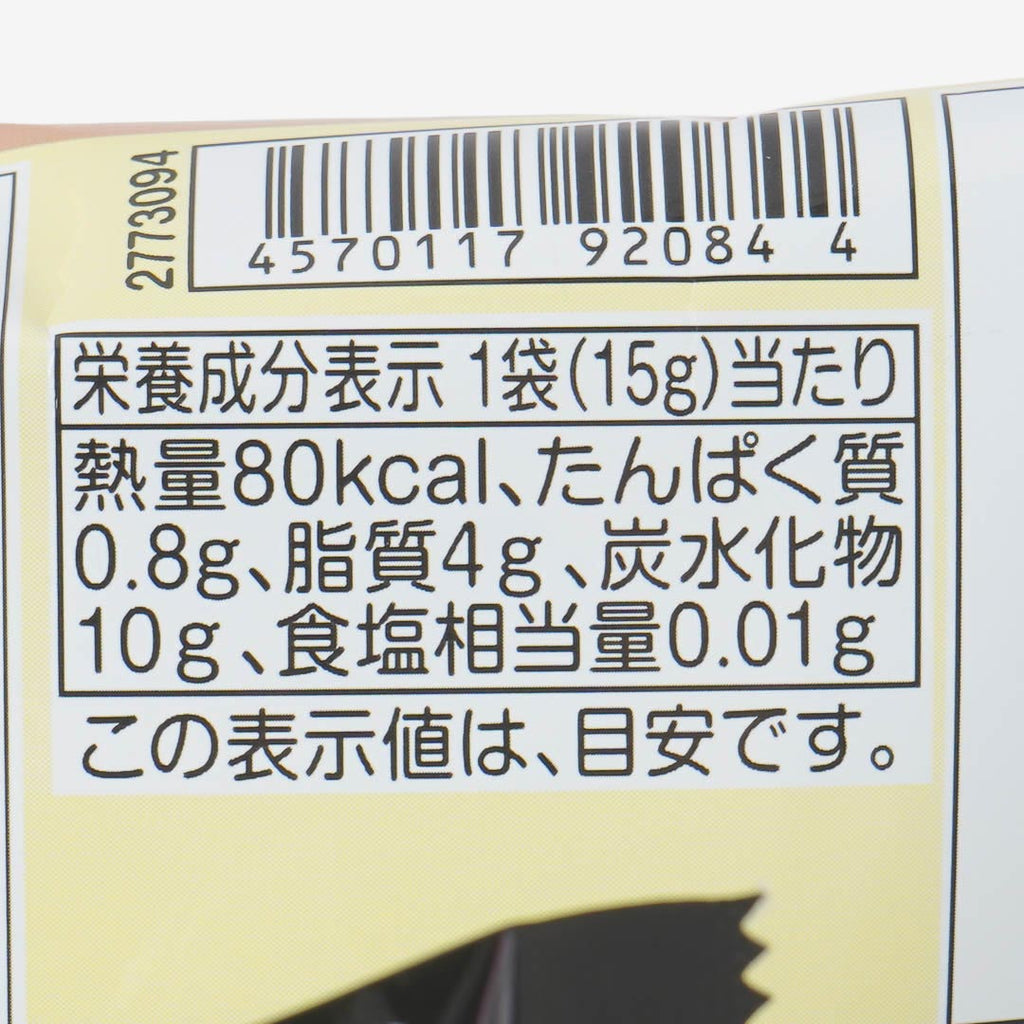 2773094
4570117 92084 4
栄養成分表示 1袋(15g)当たり
熱量80kcal、たんぱく質
0.8g、脂質4g、炭水化物
10g、食塩相当量0.01g
この表示値は、目安です。